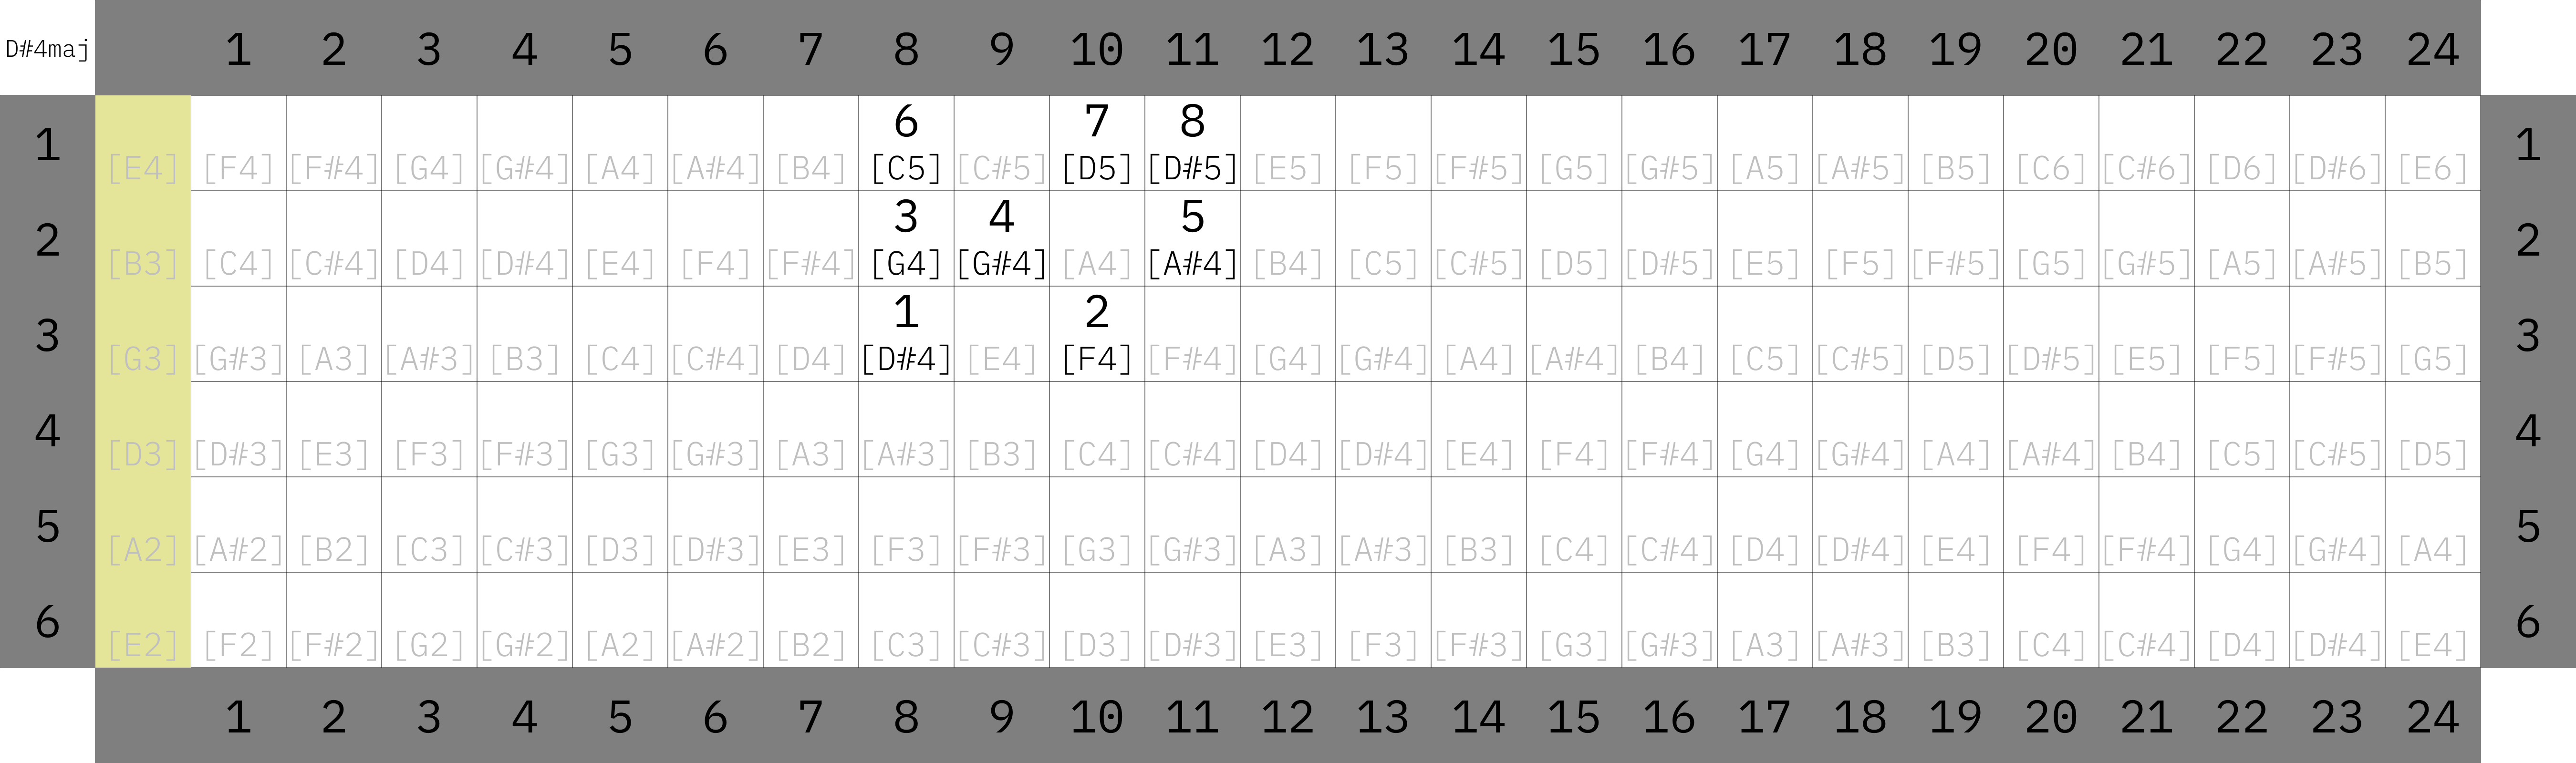 D#4maj 1 2 3 4 5 6 7 8 9 10 11 12 13 14 15 16 17 18 19 20 21 22 23 24
6 7 8
1 [E4] [F4] [F#4] [G4] [G#4] [A4] [A#4] [B4] [C5] [C#5] [D5] [D#5] [E5] [F5] [F#5] [G5] [G#5] [A5] [A#5] [B5] [C6] [C#6] [D6] [D#6] [E6] 1
3 4 5
2 [B3] [C4] [C#4] [D4] [D#4] [E4] [F4] [F#4] [G4] [G#4] [A4] [A#4] [B4] [C5] [C#5] [D5] [D#5] [E5] [F5] [F#5] [G5] [G#5] [A5] [A#5] [B5] 2
1 2
3 [G3] [G#3] [A3] [A#3] [B3] [C4] [C#4] [D4] [D#4] [E4] [F4] [F#4] [G4] [G#4] [A4] [A#4] [B4] [C5] [C#5] [D5] [D#5] [E5] [F5] [F#5] [G5] 3
4 [D3] [D#3] [E3] [F3] [F#3] [G3] [G#3] [A3] [A#3] [B3] [C4] [C#4] [D4] [D#4] [E4] [F4] [F#4] [G4] [G#4] [A4] [A#4] [B4] [C5] [C#5] [D5] 4
5 [A2] [A#2] [B2] [C3] [C#3] [D3] [D#3] [E3] [F3] [F#3] [G3] [G#3] [A3] [A#3] [B3] [C4] [C#4] [D4] [D#4] [E4] [F4] [F#4] [G4] [G#4] [A4] 5
6 [E2] [F2] [F#2] [G2] [G#2] [A2] [A#2] [B2] [C3] [C#3] [D3] [D#3] [E3] [F3] [F#3] [G3] [G#3] [A3] [A#3] [B3] [C4] [C#4] [D4] [D#4] [E4] 6
1 2 3 4 5 6 7 8 9 10 11 12 13 14 15 16 17 18 19 20 21 22 23 24